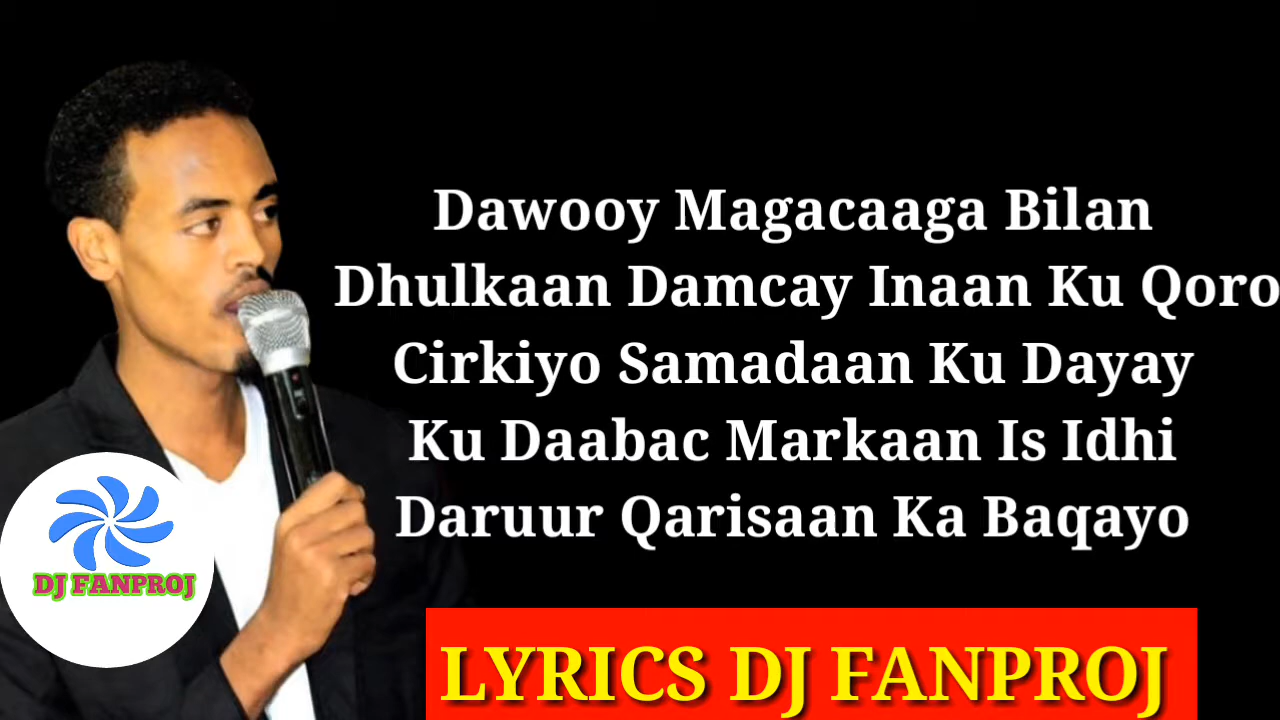 Dawooy Magacaaga Bilan
Dhulkaan Damcay Inaan Ku Qoro
Cirkiyo Samadaan Ku Dayay
Ku Daabac Markaan Is Idhi
Daruur Qarisaan Ka Baqayo
DJ FANPROJ
LYRICS DJ FANPROJ